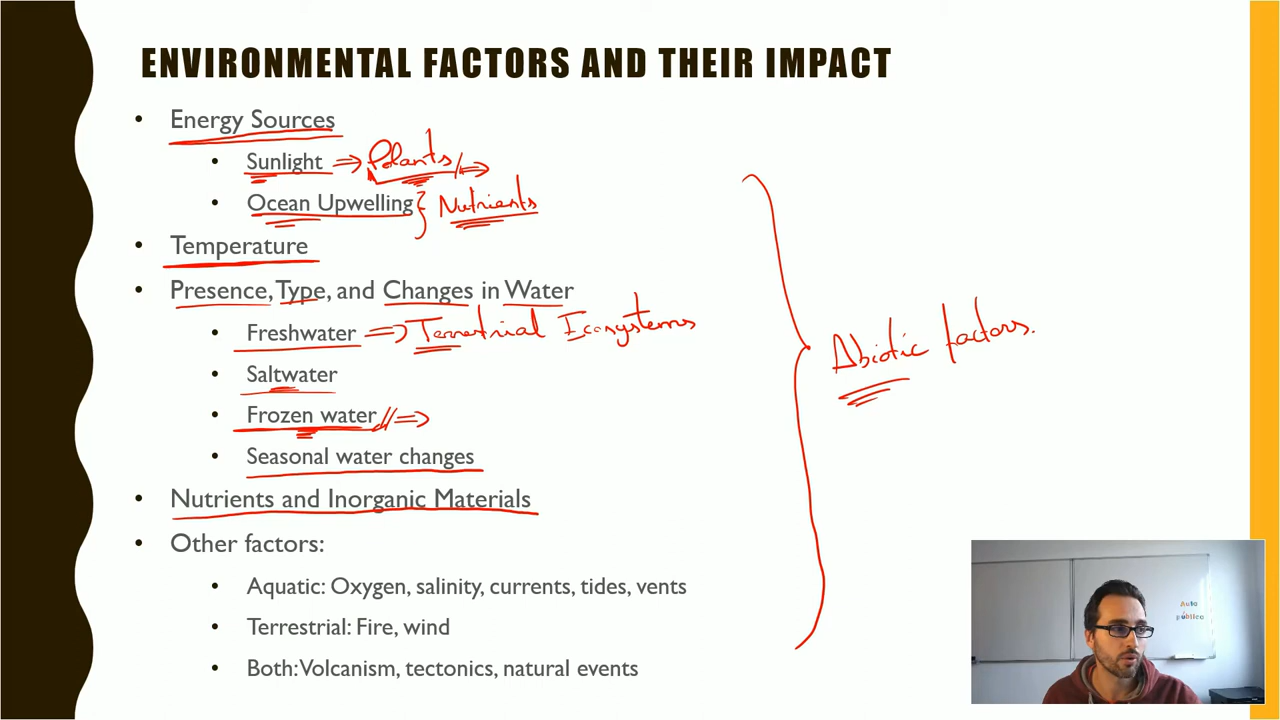 ENVIRONMENTAL FACTORS AND THEIR IMPACT
• Energy Sources
• Sunlight ⇒ Plants // ⇒
• Ocean Upwelling } Nutrients
• Temperature
• Presence, Type, and Changes in Water
• Freshwater ⇒ Terrestrial Ecosystems
• Saltwater
• Frozen water // ⇒
• Seasonal water changes
Abiotic factors.
• Nutrients and Inorganic Materials
• Other factors:
• Aquatic: Oxygen, salinity, currents, tides, vents
• Terrestrial: Fire, wind
• Both: Volcanism, tectonics, natural events
Auto
público